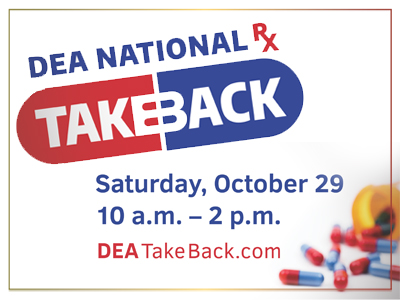 DEA NATIONAL Rx
TAKEBACK
Saturday, October 29
10 a.m. – 2 p.m.
DEATakeBack.com